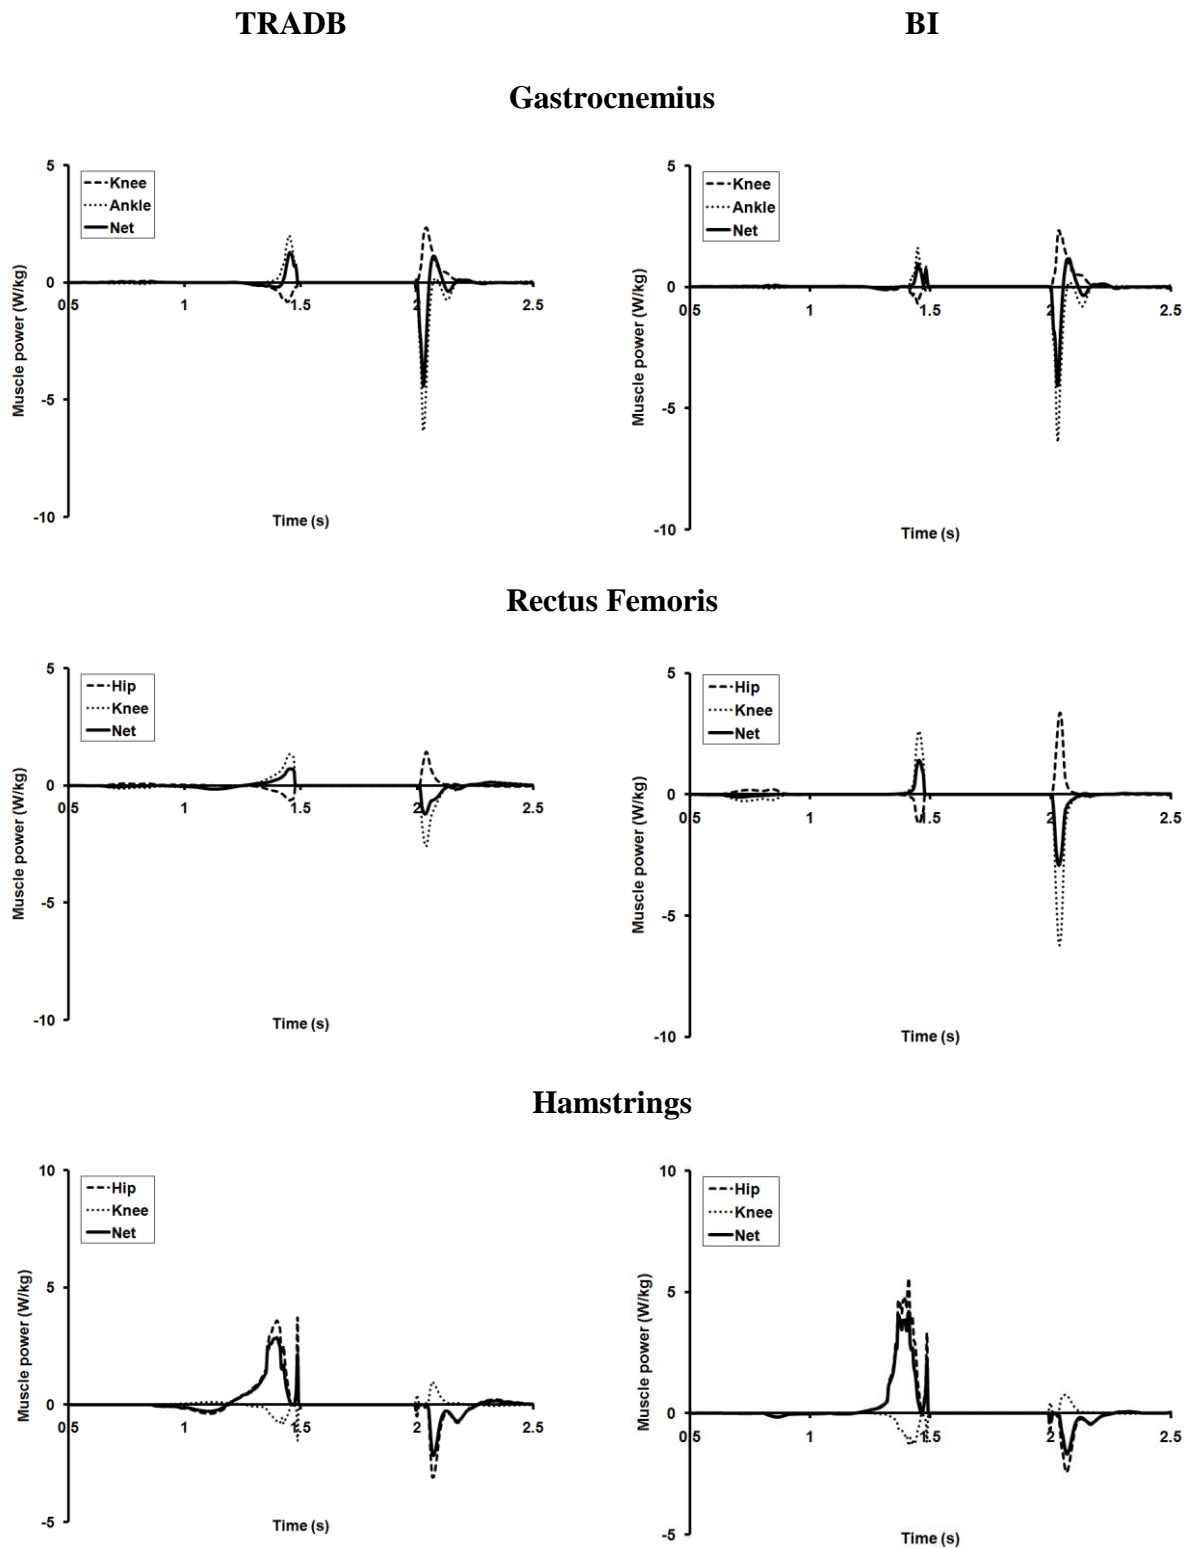 TRADB BI
Gastrocnemius
5
Knee
Ankle
Net
0
0.5 1 1.5 2 2.5
-5
-10
Muscle power (W/kg)
Time (s)
5
Knee
Ankle
Net
0
0.5 1 1.5 2 2.5
-5
-10
Muscle power (W/kg)
Time (s)
Rectus Femoris
5
Hip
Knee
Net
0
0.5 1 1.5 2 2.5
-5
-10
Muscle power (W/kg)
Time (s)
5
Hip
Knee
Net
0
0.5 1 1.5 2 2.5
-5
-10
Muscle power (W/kg)
Time (s)
Hamstrings
10
Hip
Knee
Net
5
0
0.5 1 1.5 2 2.5
-5
Muscle power (W/kg)
Time (s)
10
Hip
Knee
Net
5
0
0.5 1 1.5 2 2.5
-5
Muscle power (W/kg)
Time (s)